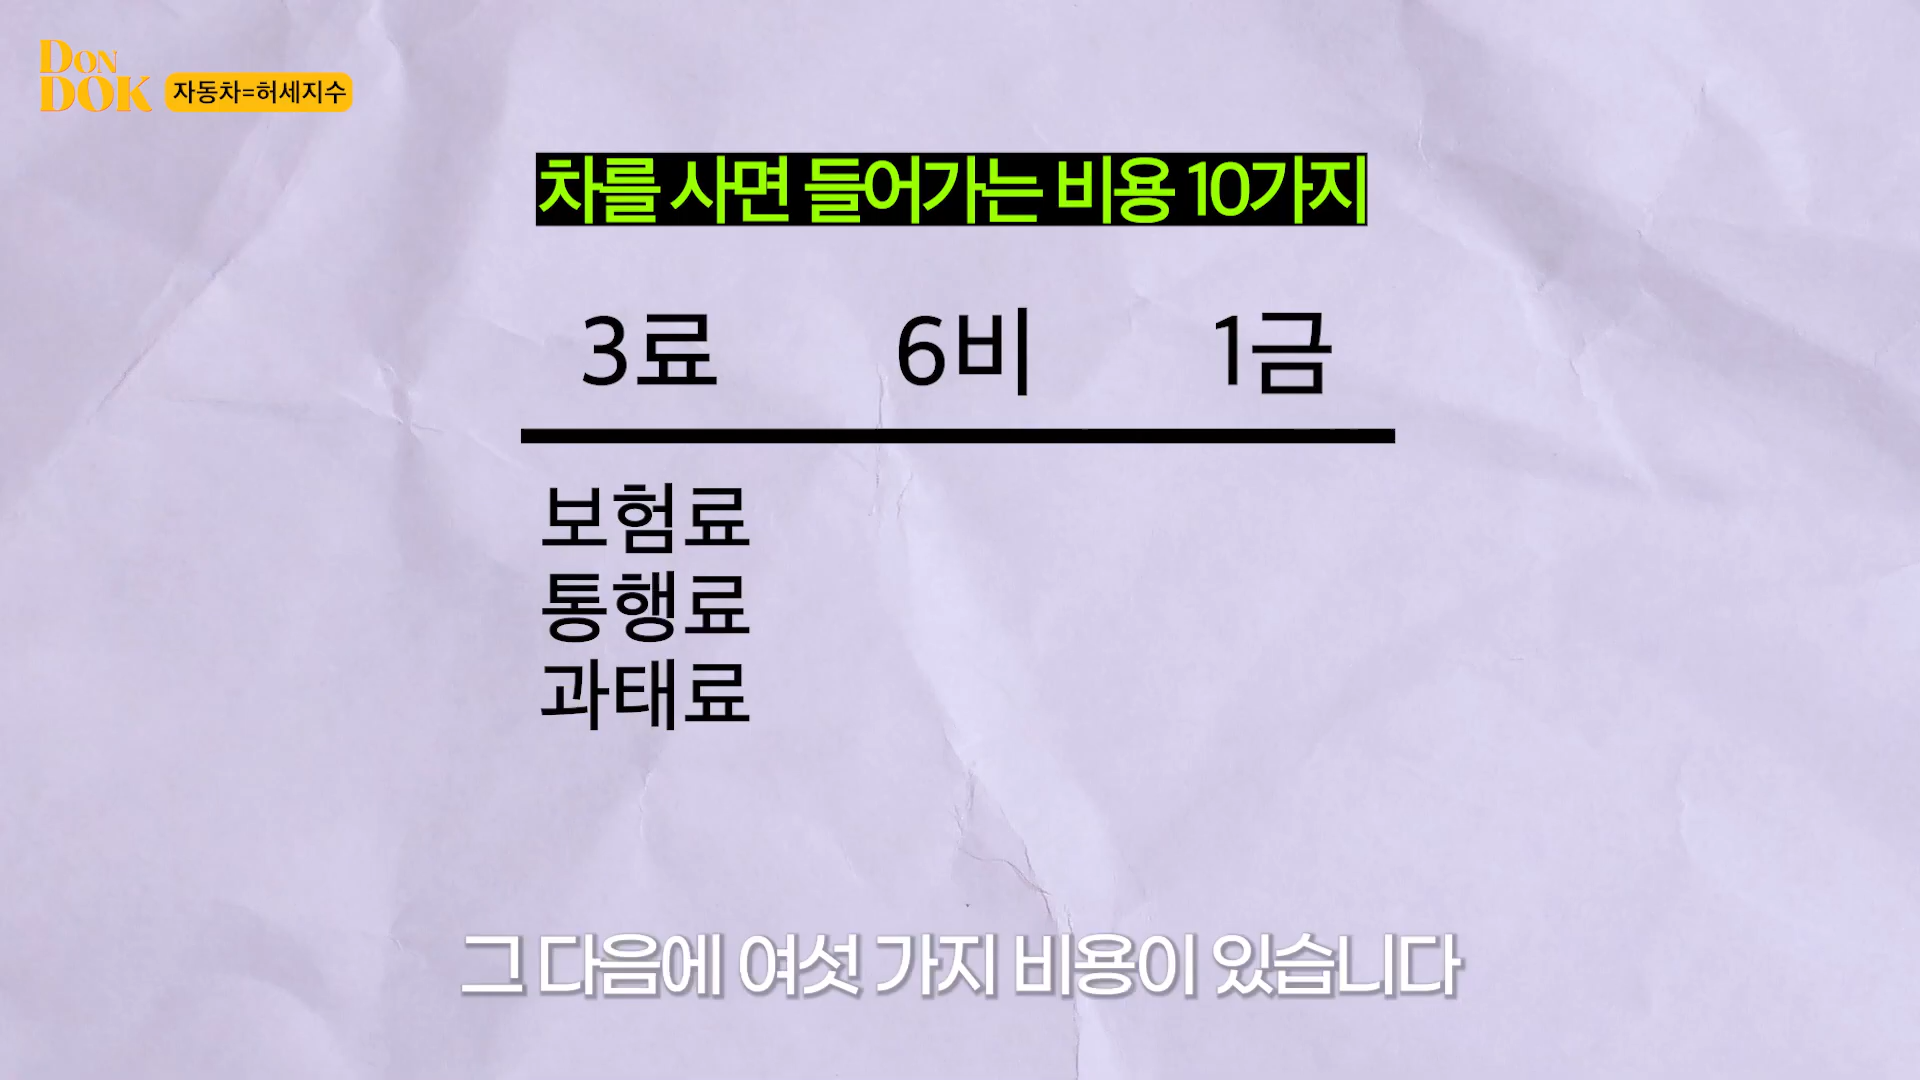 DON
DOK 자동차=허세지수
차를 사면 들어가는 비용 10가지
3료 6비 1금
보험료
통행료
과태료
그 다음에 여섯 가지 비용이 있습니다